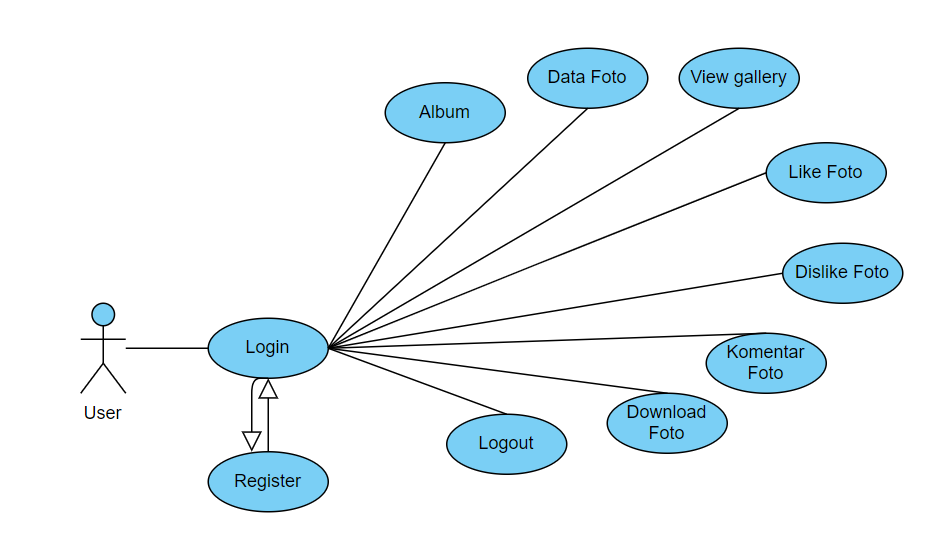 Data Foto
View gallery
Album
Like Foto
Dislike Foto
Login
Komentar
Foto
User
Download
Foto
Logout
Register